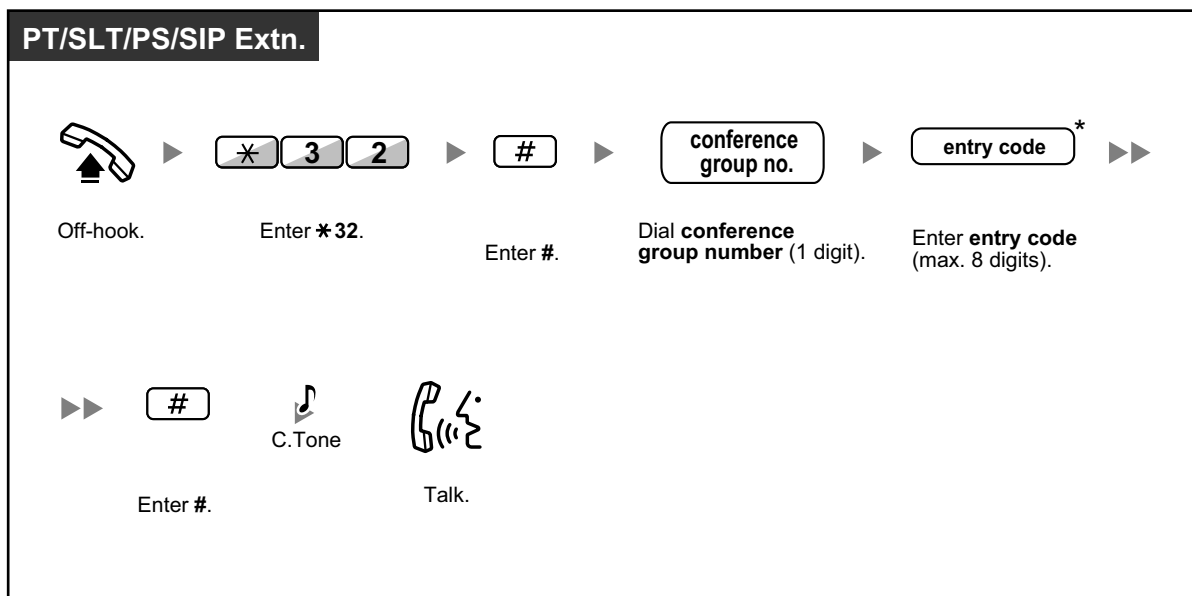 PT/SLT/PS/SIP Extn.
* 3 2
#
conference
group no.
entry code *
Off-hook.
Enter *32.
Enter #.
Dial conference
group number (1 digit).
Enter entry code
(max. 8 digits).
#
C.Tone
Enter #.
Talk.